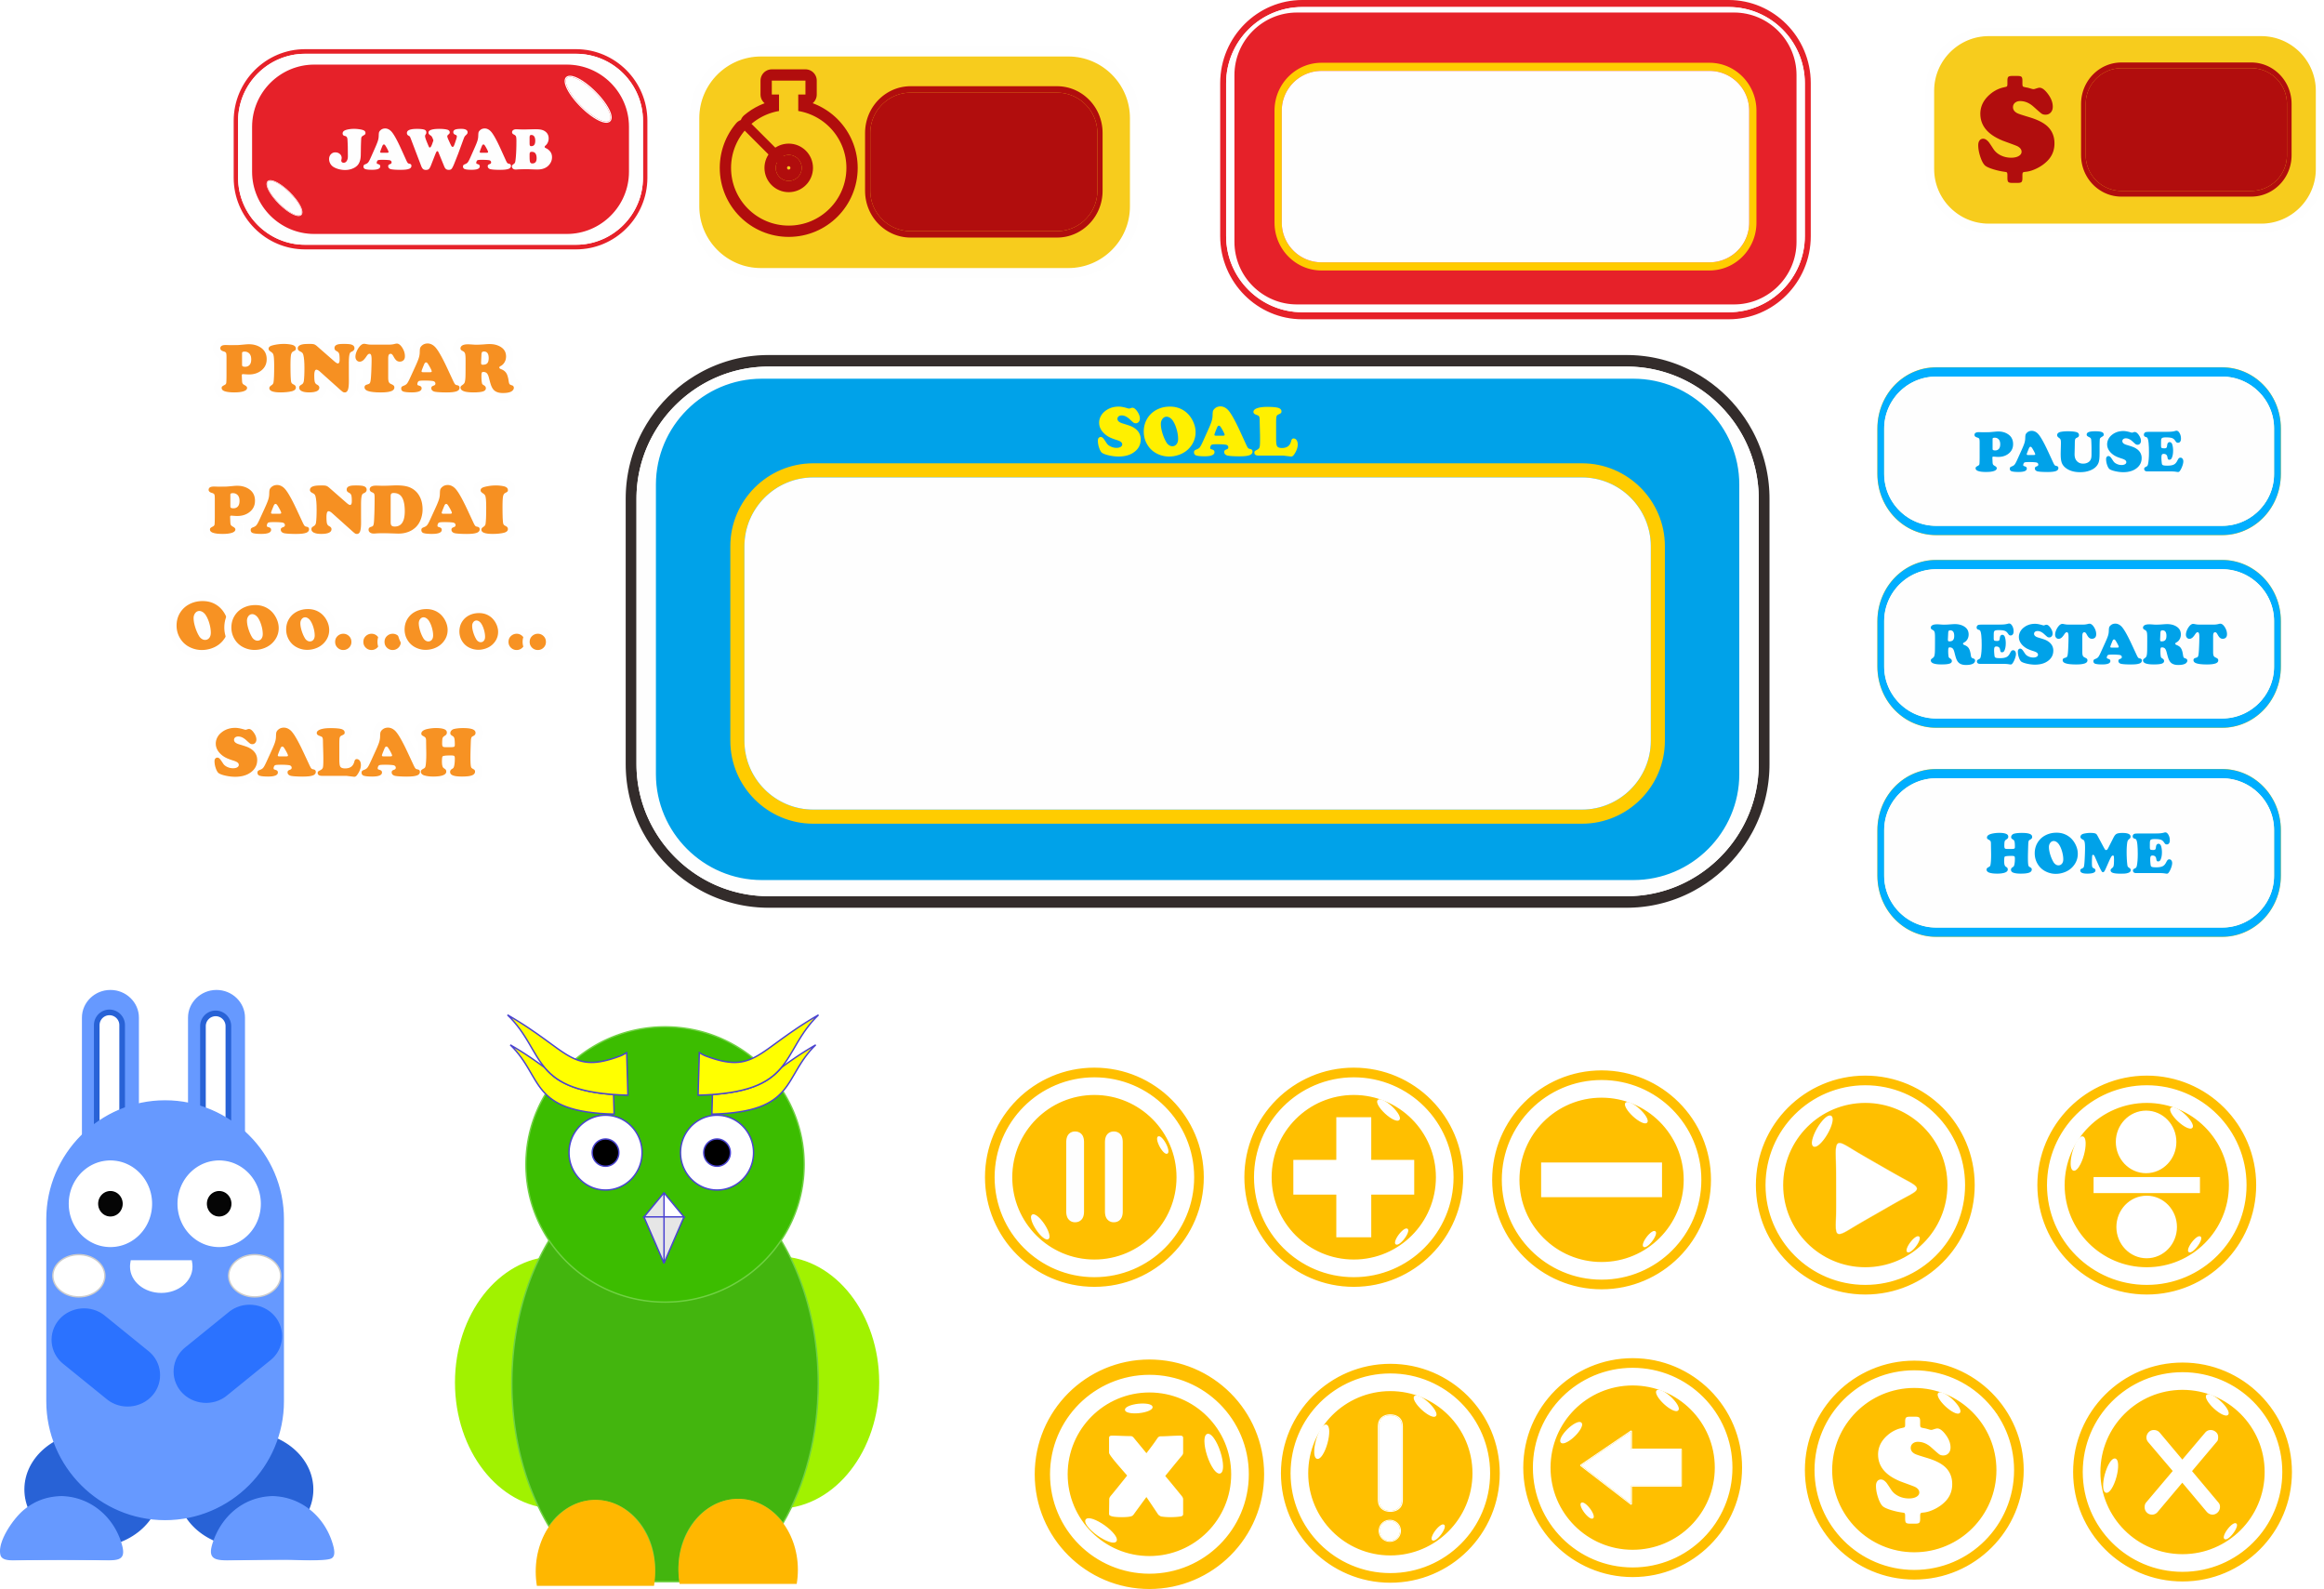 JAWAB
$
PINTAR
SOAL
PAUSE
PANDAI
OOo....oo..
RESTART
SALAH
HOME
$